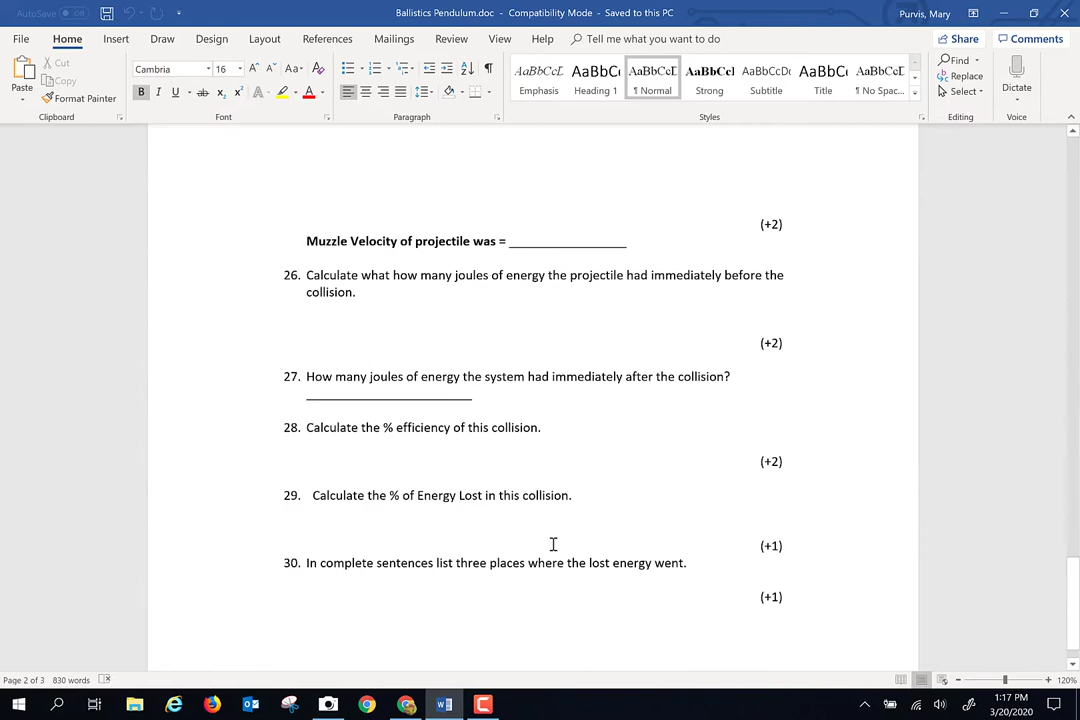 AutoSave Off
Ballistics Pendulum.doc - Compatibility Mode - Saved to this PC
Purvis, Mary
File Home Insert Draw Design Layout References Mailings Review View Help Tell me what you want to do Share Comments
Paste
Cut
Copy
Format Painter
Cambria 16
AaBbCcD Emphasis
AaBbC Heading 1
AaBbCcD ¶ Normal
AaBbCcl Strong
AaBbCcDc Subtitle
AaBbC Title
AaBbCc ¶ No Spac...
Find
Replace
Select
Dictate
Clipboard Font Paragraph Styles Editing Voice
(+2)
Muzzle Velocity of projectile was = _________________
26. Calculate what how many joules of energy the projectile had immediately before the
collision.
(+2)
27. How many joules of energy the system had immediately after the collision?
________________________
28. Calculate the % efficiency of this collision.
(+2)
29. Calculate the % of Energy Lost in this collision.
(+1)
30. In complete sentences list three places where the lost energy went.
(+1)
Page 2 of 3 830 words 120%
1:17 PM
3/20/2020